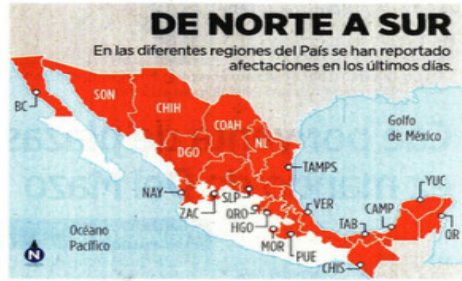 DE NORTE A SUR
En las diferentes regiones del País se han reportado
afectaciones en los últimos días.
BC
SON
CHIH
COAH
NL
DGO
TAMPS
Golfo
de México
NAY
ZAC
SLP
QRO
HGO
MOR
PUE
VER
TAB
CAMP
YUC
QR
CHIS
Océano
Pacífico
N